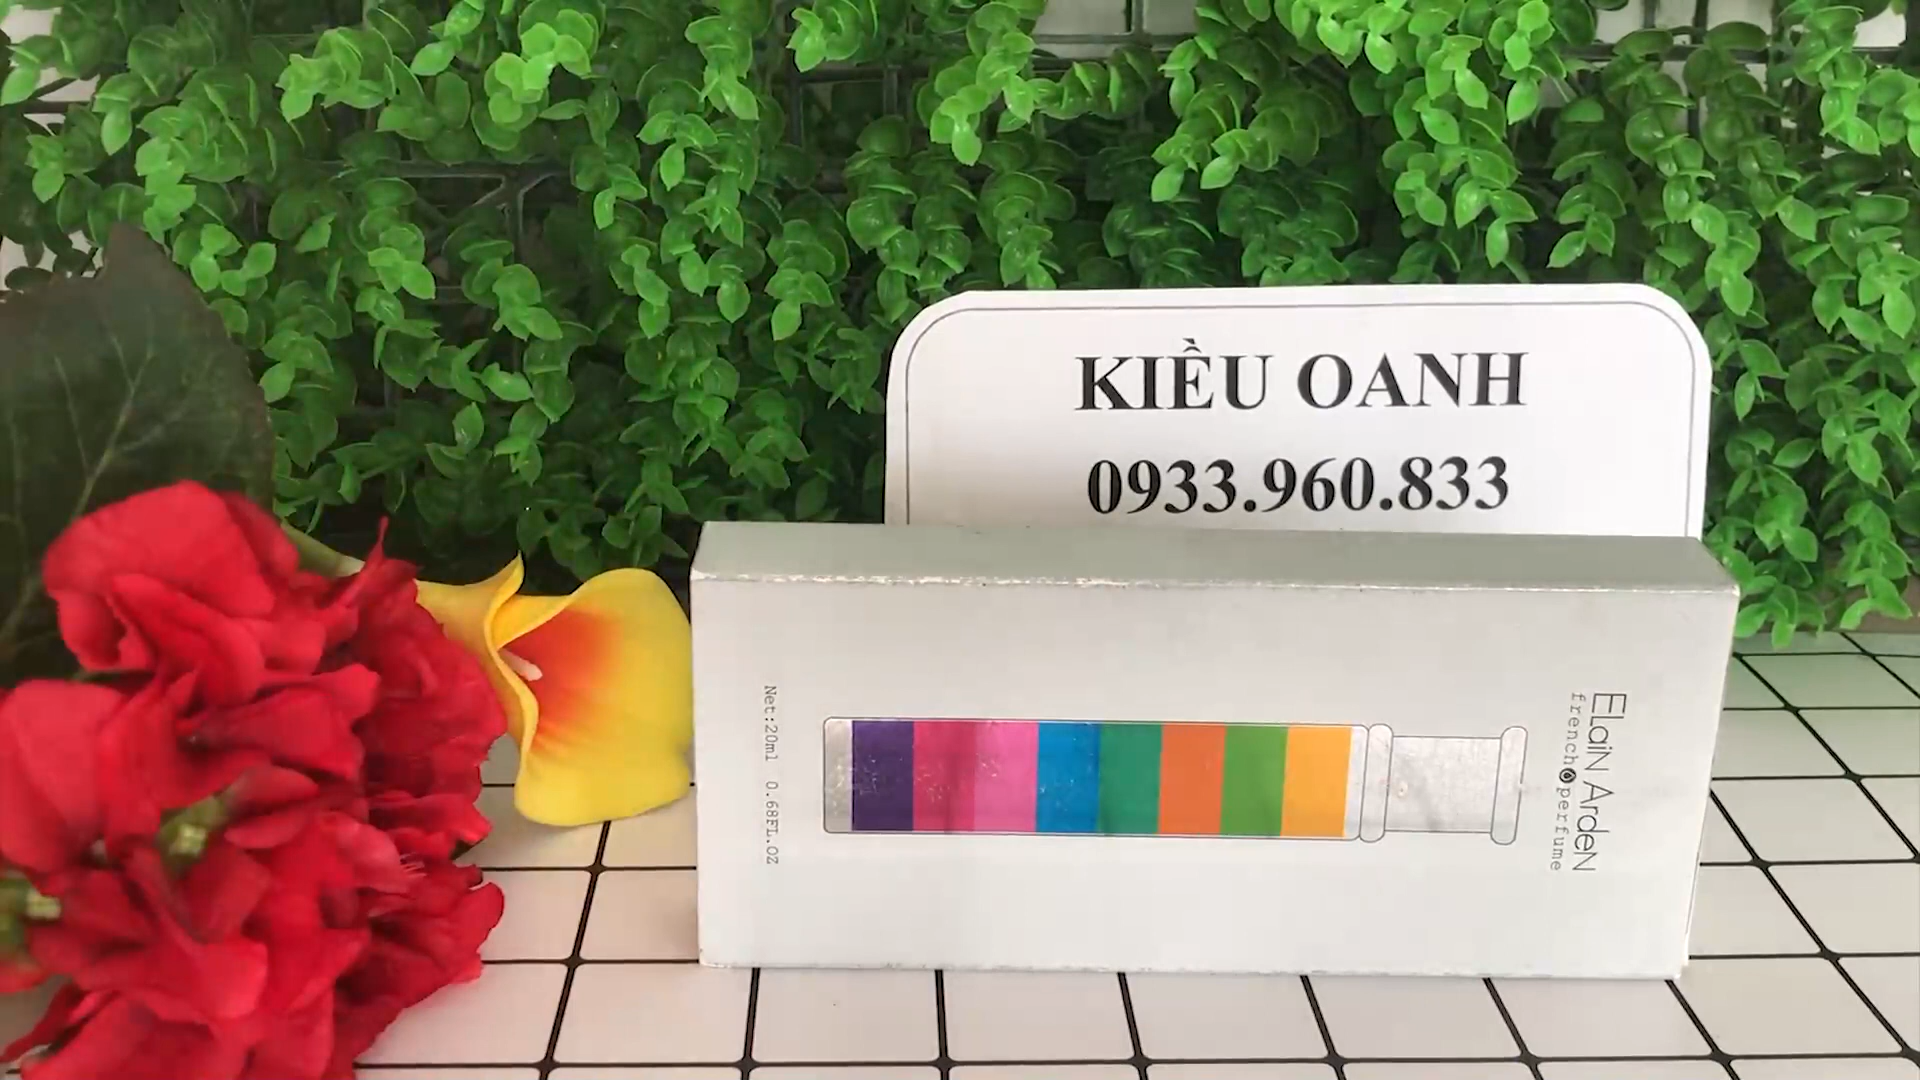 KIỀU OANH
0933.960.833
ELaiN ArdeN
french perfume
Net:20ml 0.68FL.OZ